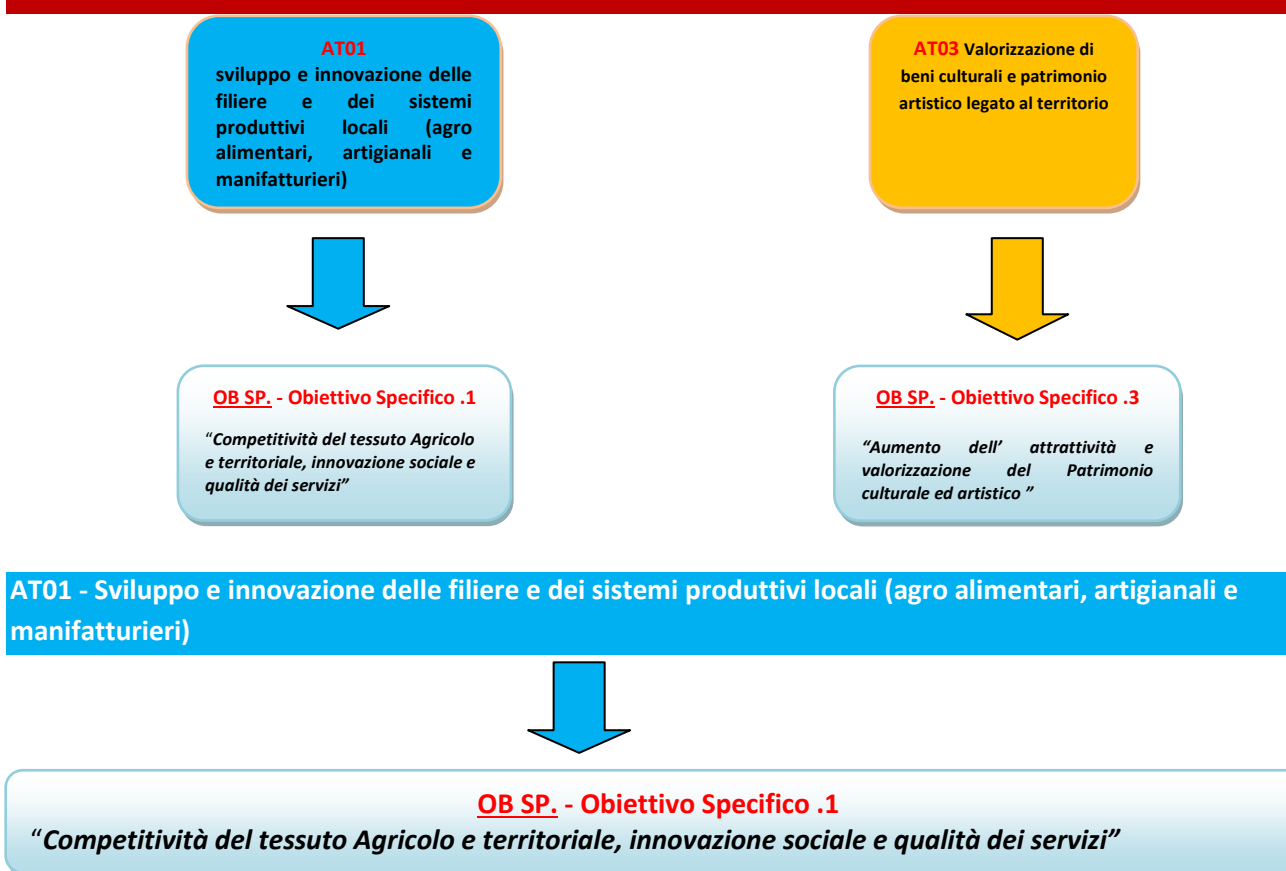 AT01
sviluppo e innovazione delle
filiere e dei sistemi
produttivi locali (agro
alimentari, artigianali e
manifatturieri)
AT03 Valorizzazione di
beni culturali e patrimonio
artistico legato al territorio
OB SP. - Obiettivo Specifico .1
“Competitività del tessuto Agricolo
e territoriale, innovazione sociale e
qualità dei servizi”
OB SP. - Obiettivo Specifico .3
“Aumento dell’ attrattività e
valorizzazione del Patrimonio
culturale ed artistico ”
AT01 - Sviluppo e innovazione delle filiere e dei sistemi produttivi locali (agro alimentari, artigianali e
manifatturieri)
OB SP. - Obiettivo Specifico .1
“Competitività del tessuto Agricolo e territoriale, innovazione sociale e qualità dei servizi”